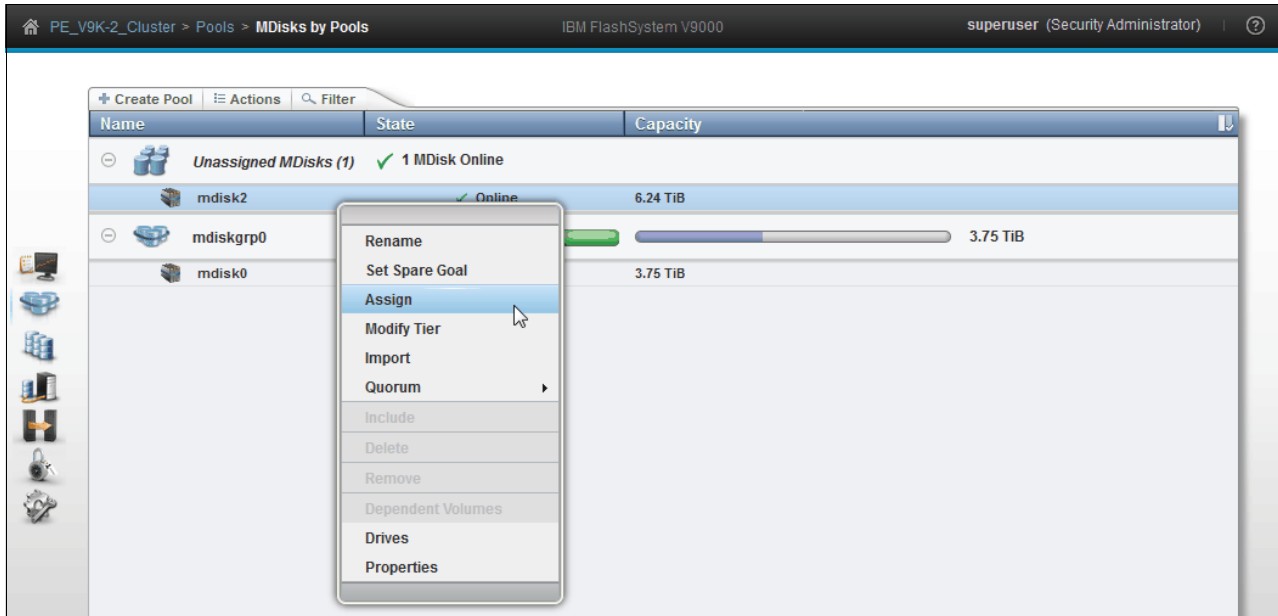 PE_V9K-2_Cluster > Pools > MDisks by Pools IBM FlashSystem V9000 superuser (Security Administrator) ?
Create Pool Actions Filter
Name State Capacity
Unassigned MDisks (1) 1 MDisk Online
mdisk2 Online 6.24 TiB
mdiskgrp0 3.75 TiB
mdisk0 3.75 TiB
Rename
Set Spare Goal
Assign
Modify Tier
Import
Quorum
Include
Delete
Remove
Dependent Volumes
Drives
Properties